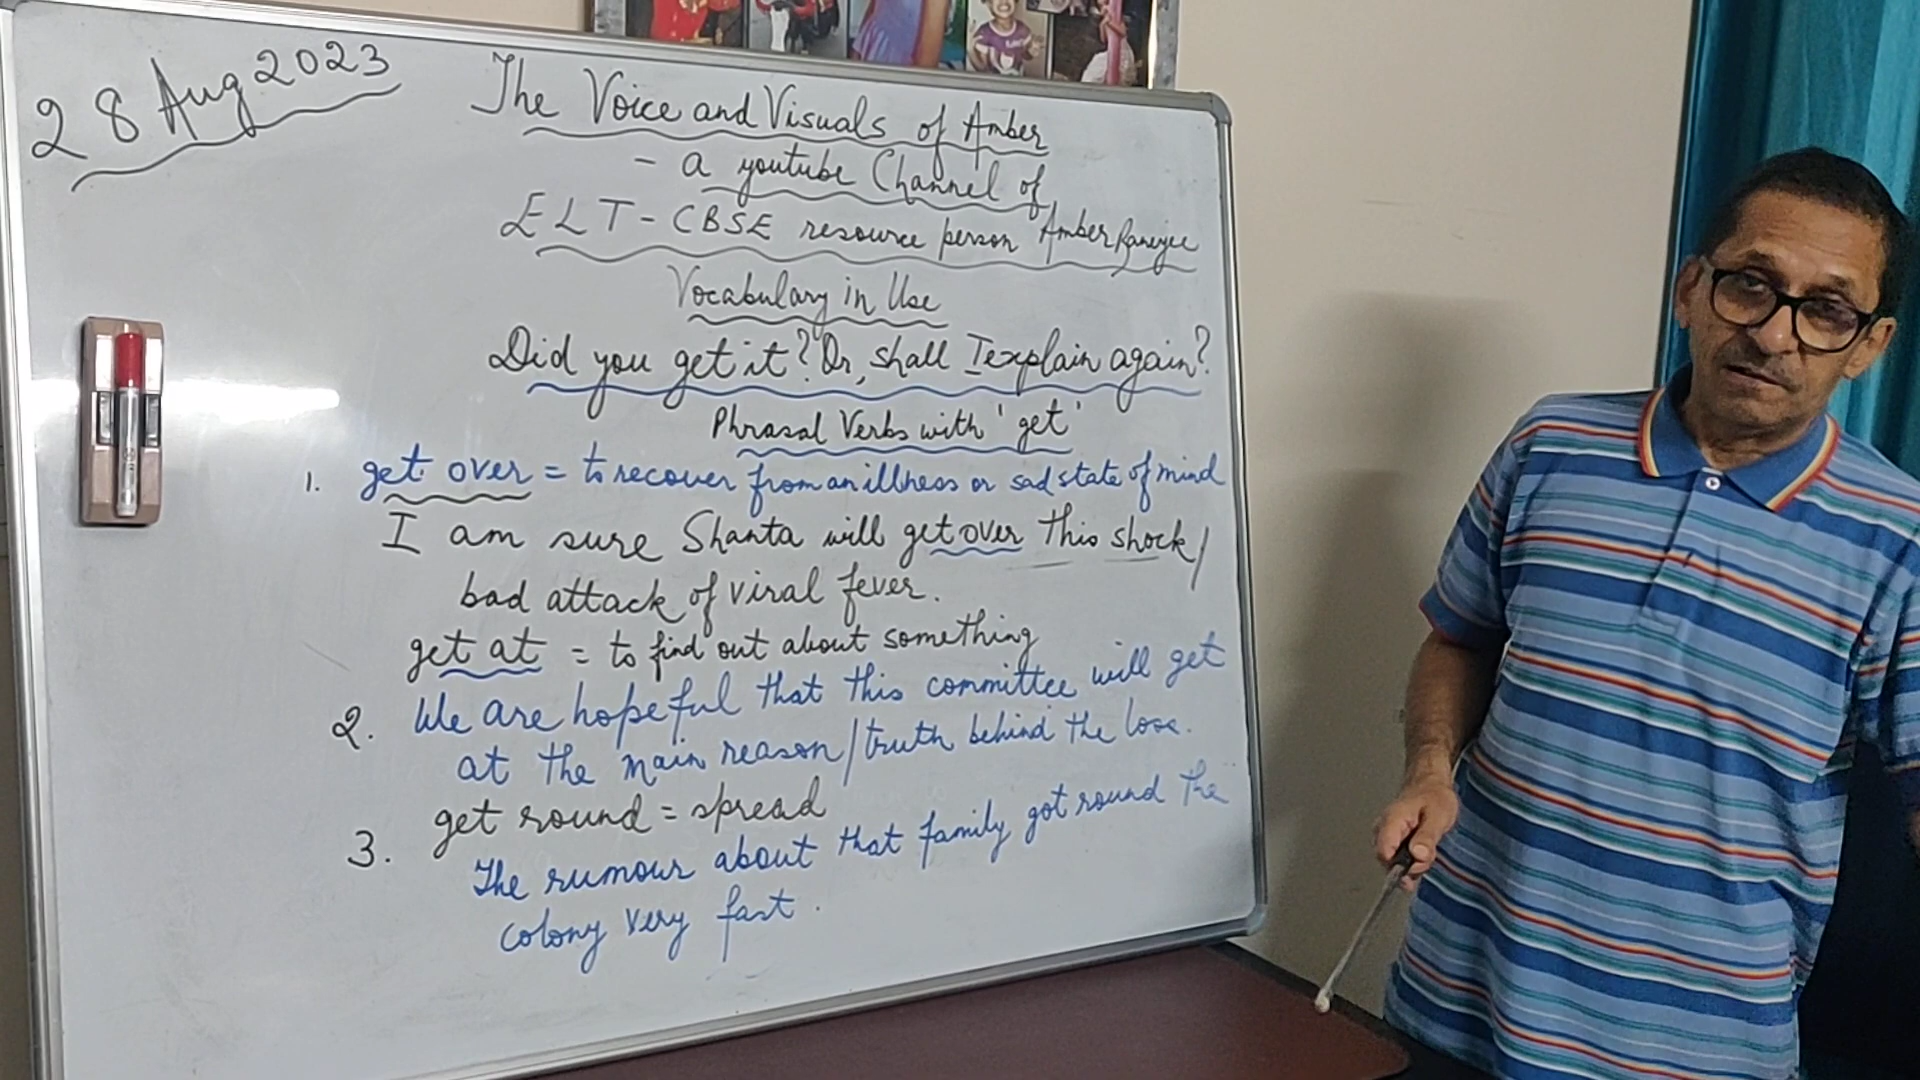 28 Aug 2023
The Voice and Visuals of Amber
- a youtube Channel of
ELT - CBSE resource person Amber Banerjee
Vocabulary in Use
Did you get it? Or, shall I explain again?
Phrasal Verbs with 'get'
1. get over = to recover from an illness or sad state of mind
I am sure Shanta will get over this shock/
bad attack of viral fever.
get at = to find out about something
2. We are hopeful that this committee will get
at the main reason/truth behind the loss.
get round = spread
3. The rumour about that family got round the
colony very fast.